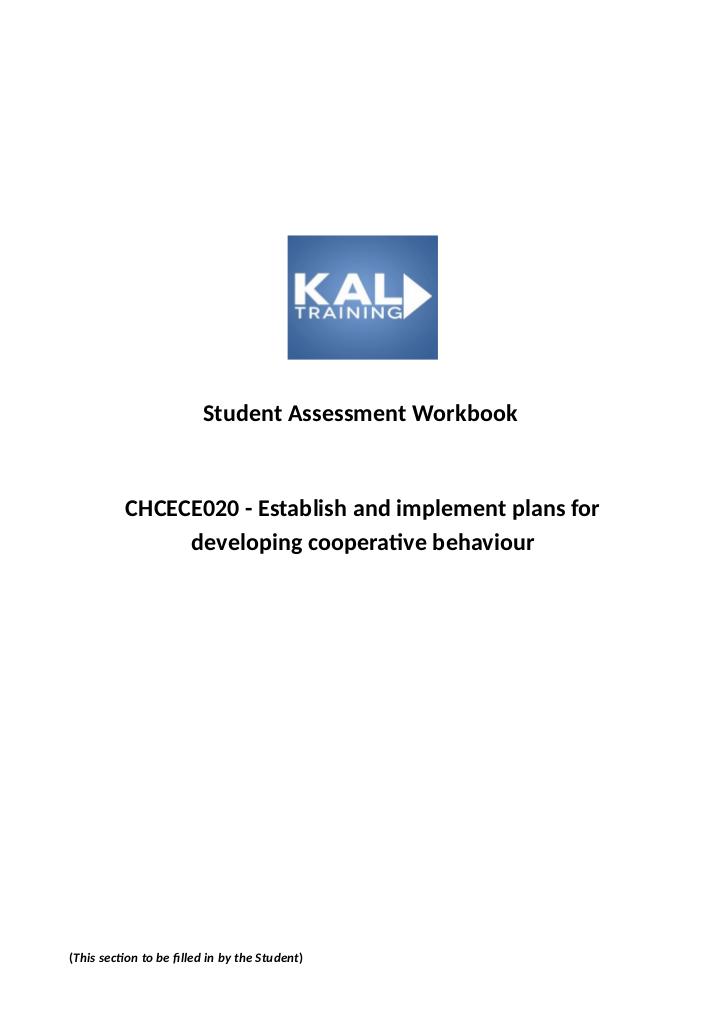 KAL
TRAINING
Student Assessment Workbook
CHCECE020 - Establish and implement plans for
developing cooperative behaviour
(This section to be filled in by the Student)